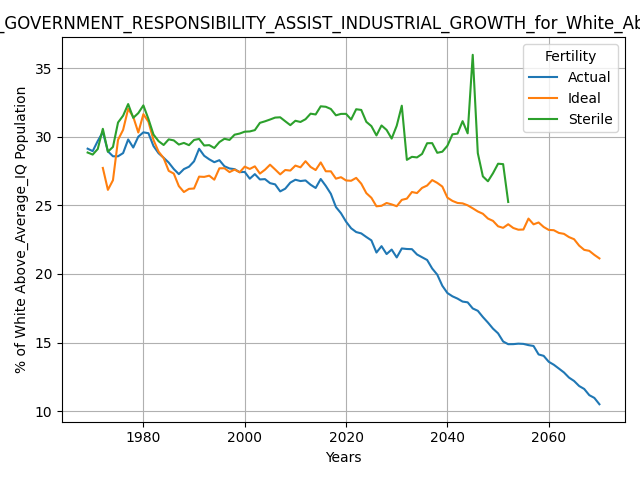 _GOVERNMENT_RESPONSIBILITY_ASSIST_INDUSTRIAL_GROWTH_for_White_Ab
Fertility
Actual
Ideal
Sterile
% of White Above_Average_IQ Population
35
30
25
20
15
10
1980 2000 2020 2040 2060
Years